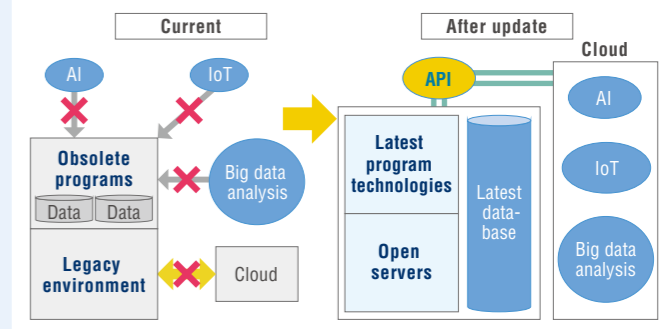 Current
AI
IoT
Obsolete
programs
Data
Data
Big data
analysis
Legacy
environment
Cloud
After update
API
Cloud
Latest
program
technologies
Latest
data-
base
Open
servers
AI
IoT
Big data
analysis